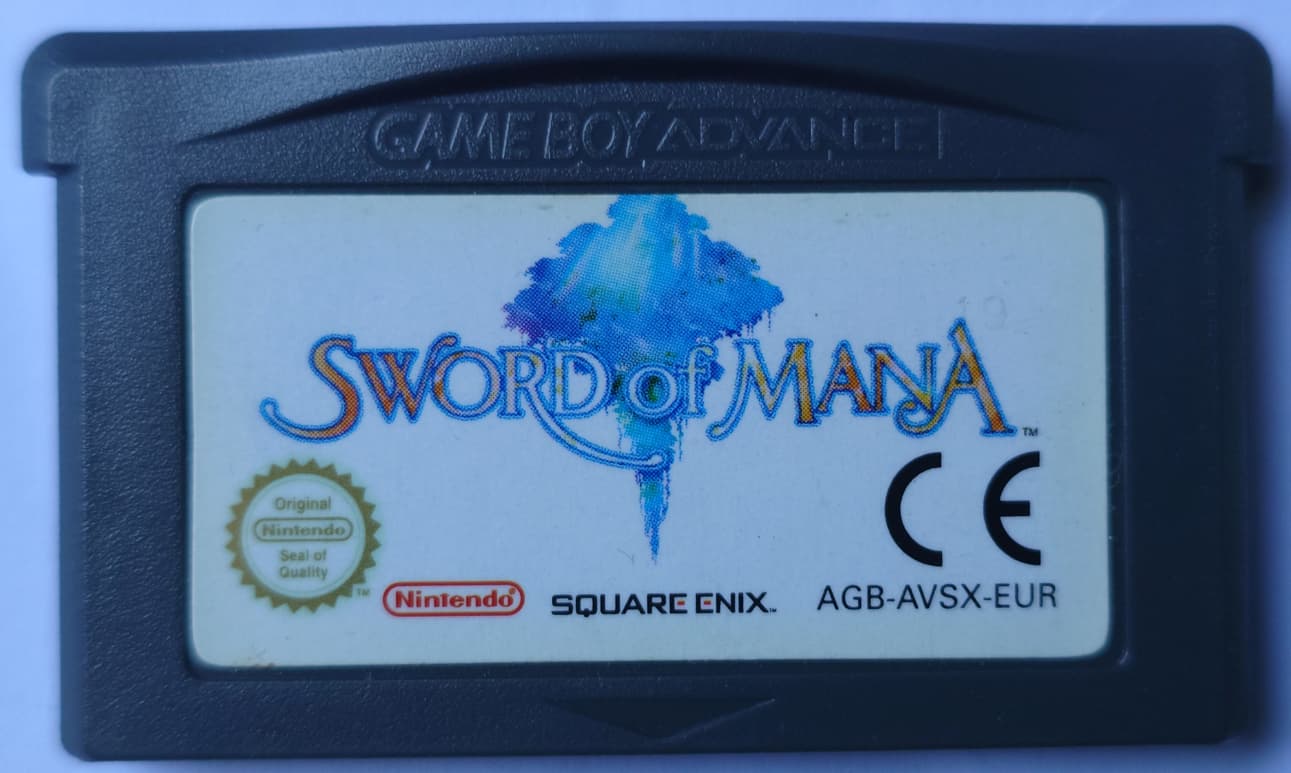 GAME BOY ADVANCE
SWORD of MANA
TM
CE
Original
Nintendo
Seal of
Quality
TM
Nintendo®
SQUARE ENIX™
AGB-AVSX-EUR